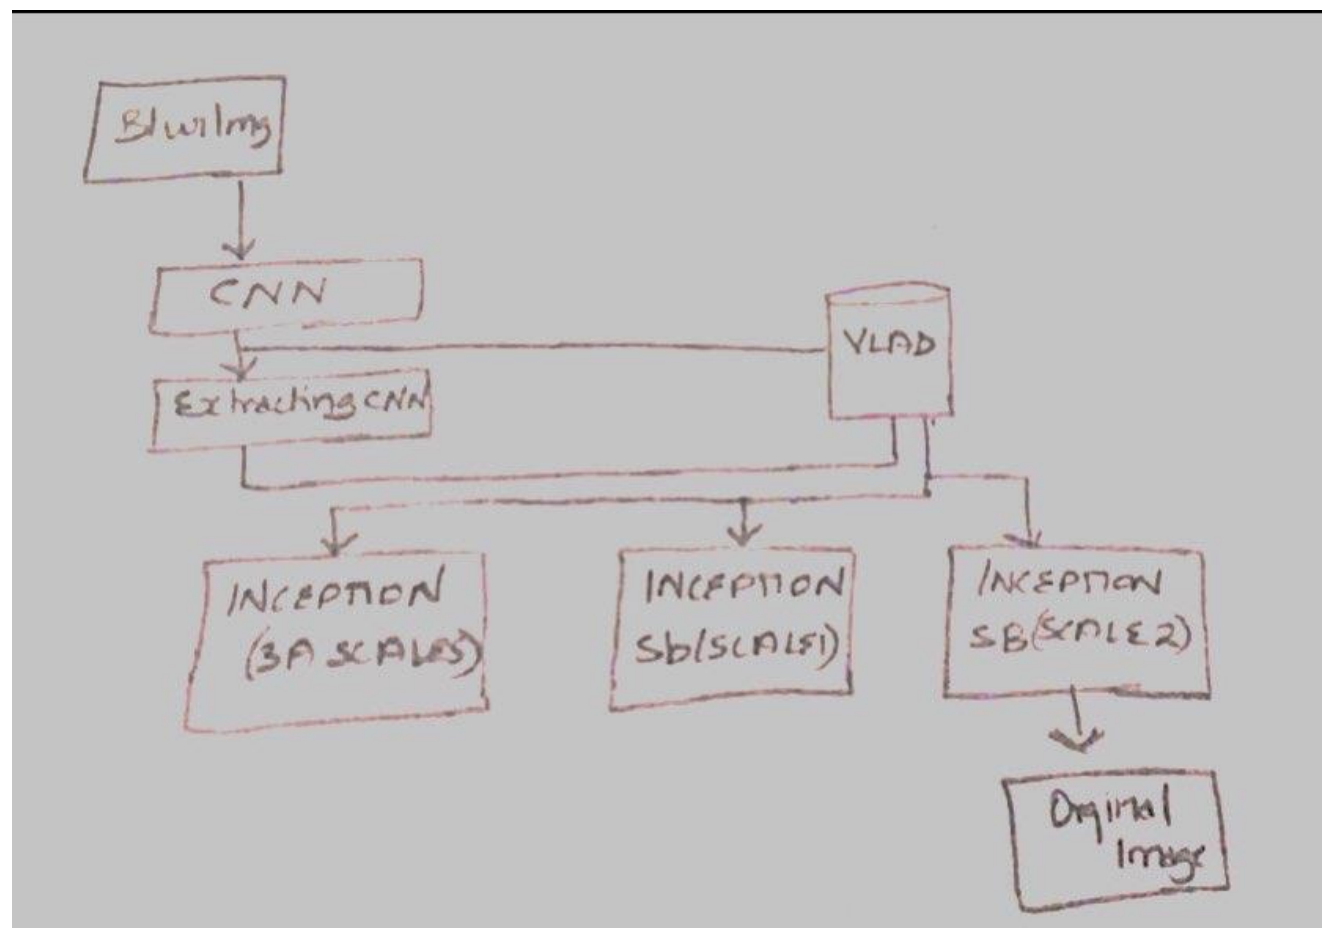 BlurImg
CNN
VLAD
Extracting CNN
INCEPTION
(3A SCALES)
INCEPTION
Sb(SCALE1)
INCEPTION
SB(SCALE2)
Orginal
Image